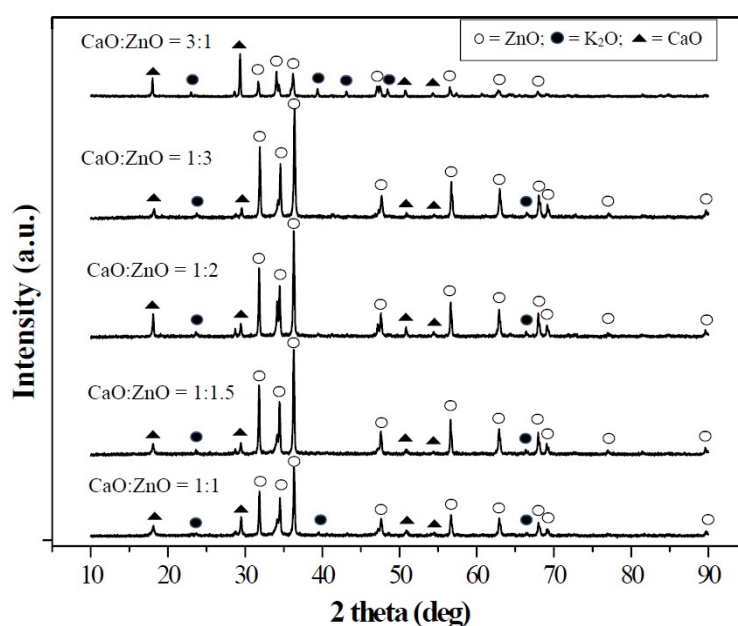 CaO:ZnO = 3:1
= ZnO; = K₂O; = CaO
CaO:ZnO = 1:3
CaO:ZnO = 1:2
CaO:ZnO = 1:1.5
CaO:ZnO = 1:1
Intensity (a.u.)
10 20 30 40 50 60 70 80 90
2 theta (deg)